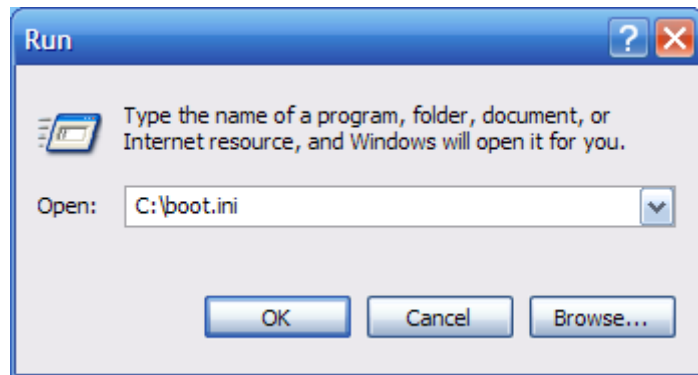 Run
Type the name of a program, folder, document, or
Internet resource, and Windows will open it for you.
Open: C:\boot.ini
OK Cancel Browse...